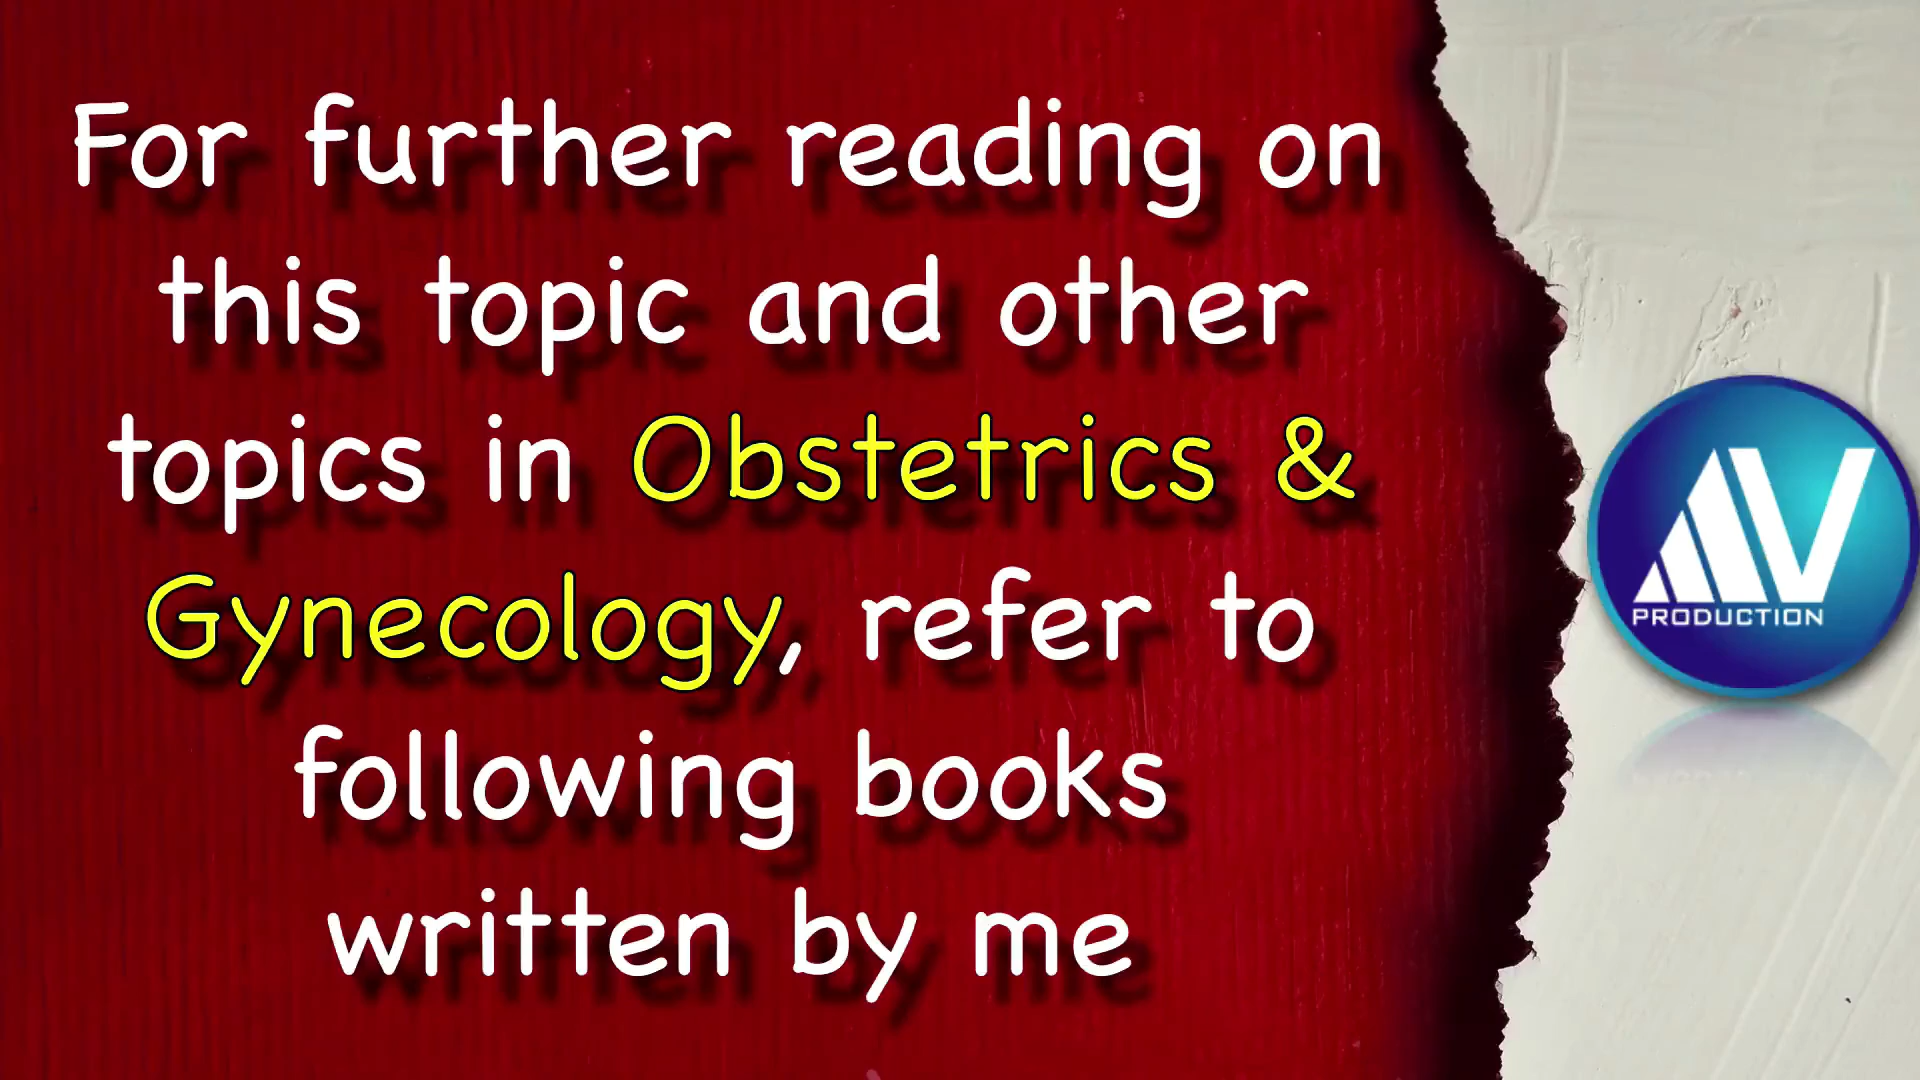 For further reading on
this topic and other
topics in Obstetrics &
Gynecology, refer to
following books
written by me
AV
PRODUCTION